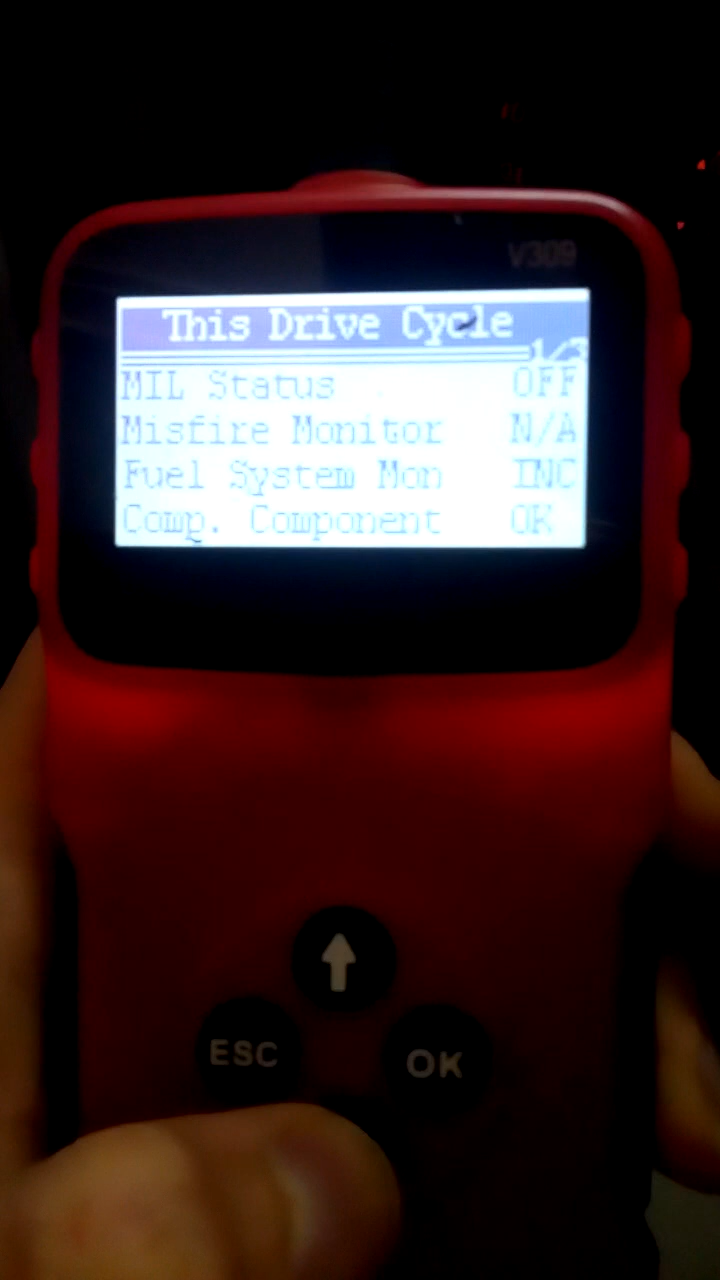 V309
This Drive Cycle
1/3
MIL Status OFF
Misfire Monitor N/A
Fuel System Mon INC
Comp. Component OK
ESC
OK